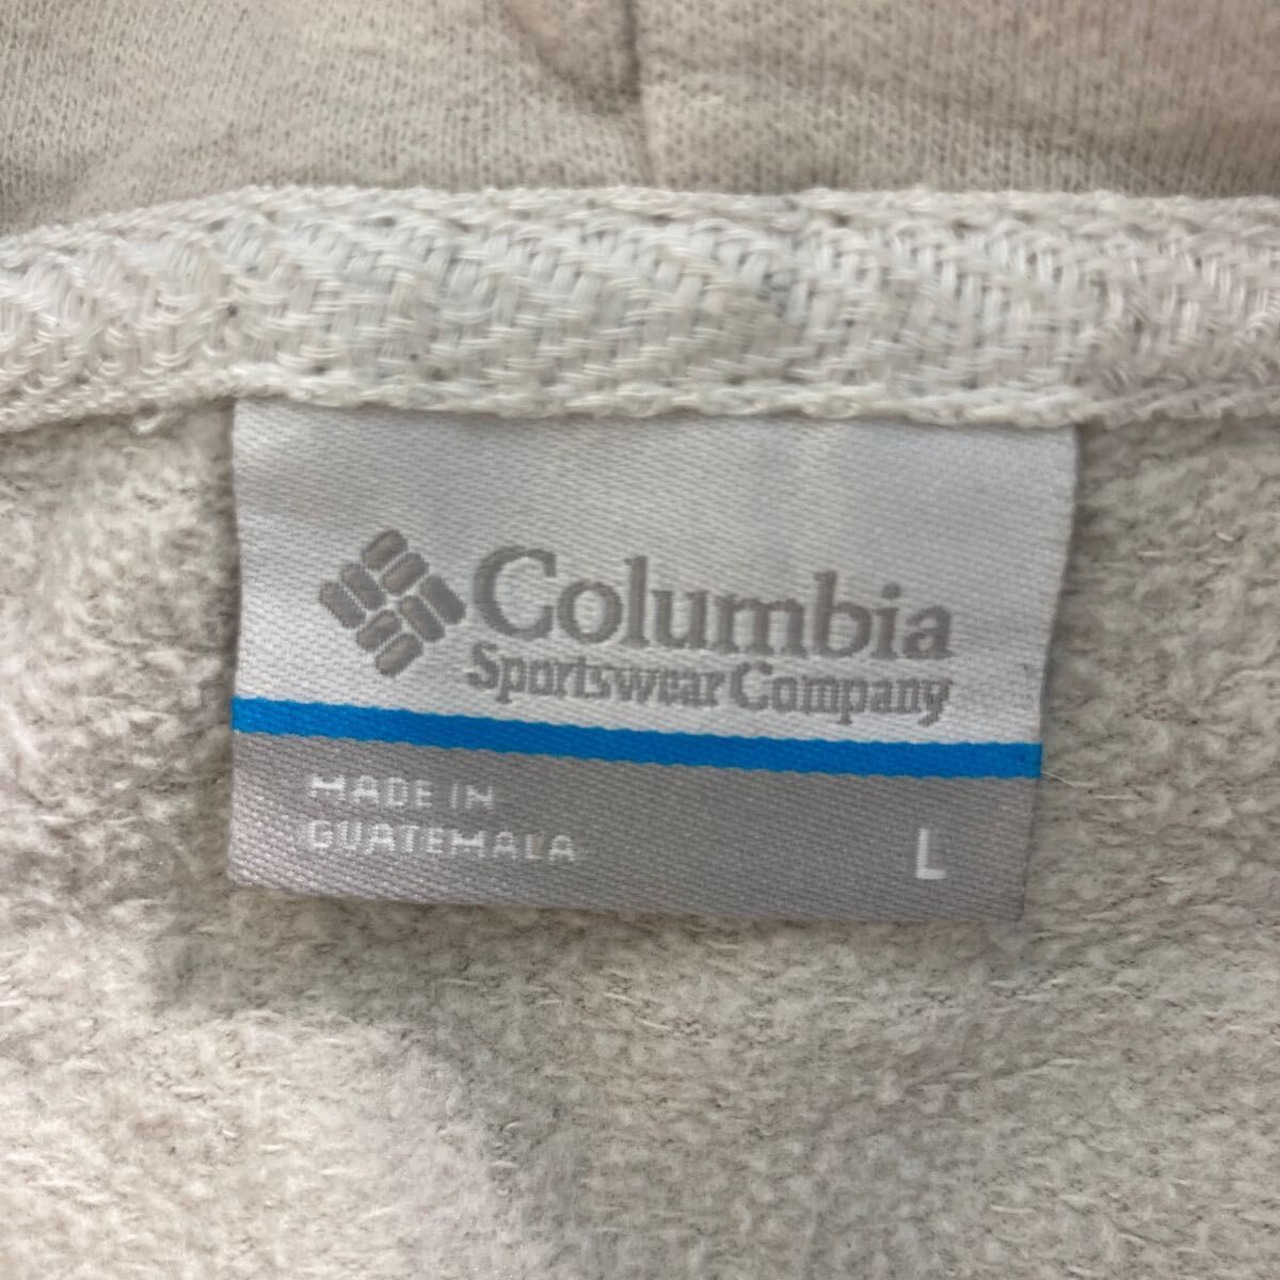 Columbia
Sportswear Company
MADE IN
GUATEMALA
L